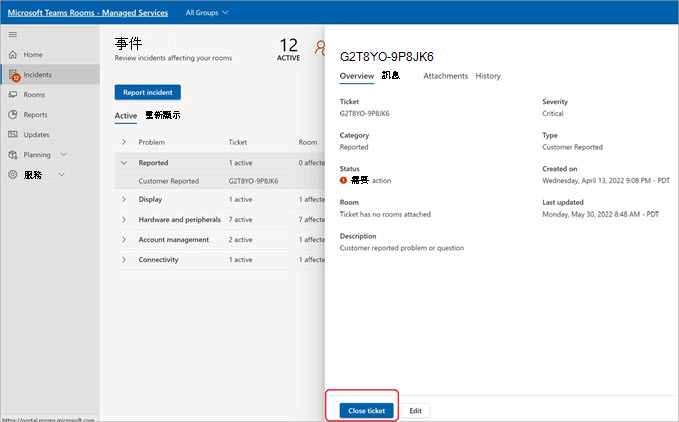 Microsoft Teams Rooms - Managed Services
All Groups
Home
12
Incidents
Rooms
Reports
Updates
Planning
服務
https://portal.rooms.microsoft.com
事件
Review incidents affecting your rooms
12
ACTIVE
Report incident
Active 重新顯示
Problem Ticket Room
Reported 1 active 0 affecte
Customer Reported G2T8YO-9P8JK6
Display 1 active 1 affecte
Hardware and peripherals 7 active 7 affecte
Account management 2 active 1 affecte
Connectivity 1 active 1 affecte
G2T8YO-9P8JK6
Overview 訊息 Attachments History
Ticket Severity
G2T8YO-9P8JK6 Critical
Category Type
Reported Customer Reported
Status Created on
需要 action Wednesday, April 13, 2022 9:08 PM - PDT
Room Last updated
Ticket has no rooms attached Monday, May 30, 2022 8:48 AM - PDT
Description
Customer reported problem or question
Close ticket Edit